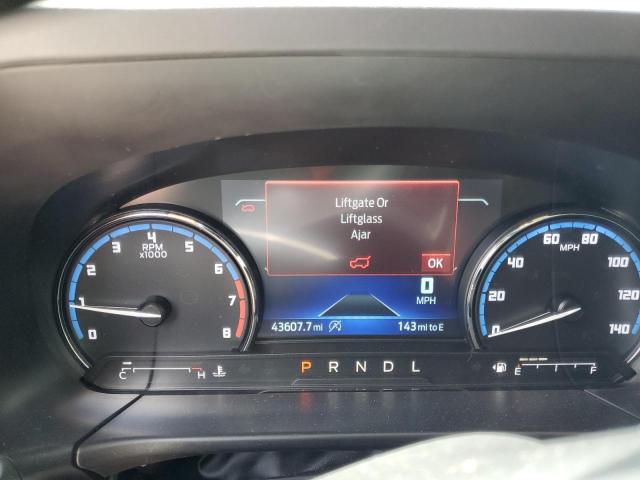 Liftgate Or
Liftglass
Ajar
OK
0 1 2 3 4 5 6 7 8
RPM
x1000
0 40 60 80 100 120 140
MPH
0
MPH
43607.7 mi 143 mi to E
C H P R N D L E F